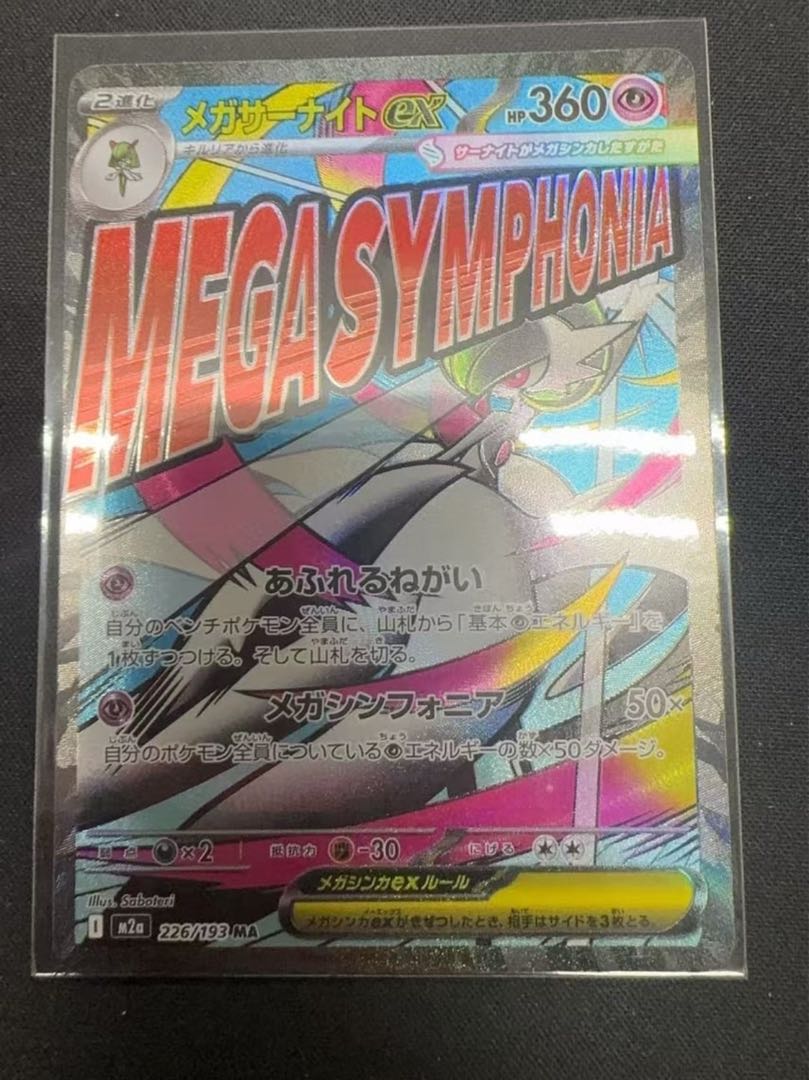 2進化 メガサーナイトex HP360
キルリアから進化 サーナイトがメガシンカしたすがた
MEGASYMPHONIA
あふれるねがい
自分のベンチポケモン全員に、山札から「基本エネルギー」を
1枚ずつつける。そして山札を切る。
メガシンフォニア 50×
自分のポケモン全員についているエネルギーの数×50ダメージ。
弱点 ×2 抵抗力 -30 にげる
メガシンカexルール
メガシンカexがきぜつしたとき、相手はサイドを3枚とる。
Illus. Saboteri
I m2a 226/193 MA